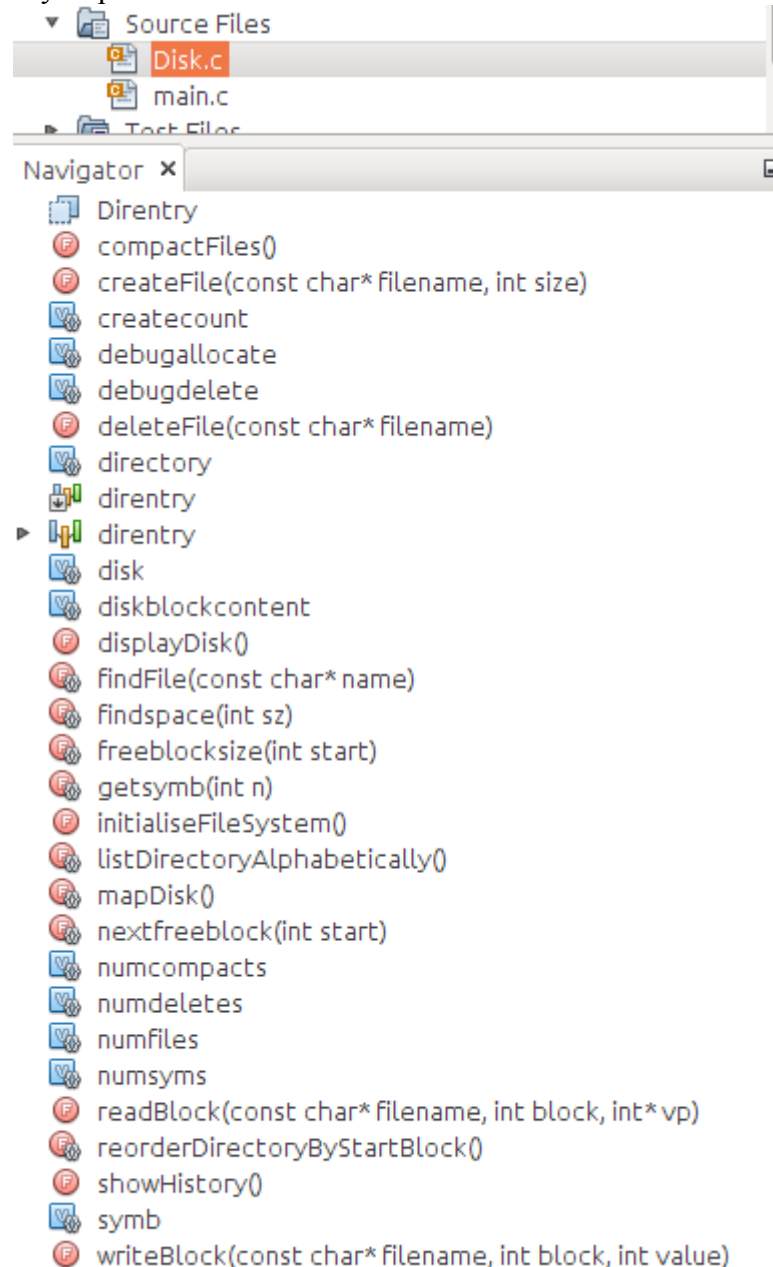 Source Files
Disk.c
main.c
Test Files
Navigator
Direntry
compactFiles()
createFile(const char* filename, int size)
createcount
debugallocate
debugdelete
deleteFile(const char* filename)
directory
direntry
direntry
disk
diskblockcontent
displayDisk()
findFile(const char* name)
findspace(int sz)
freeblocksize(int start)
getsymb(int n)
initialiseFileSystem()
listDirectoryAlphabetically()
mapDisk()
nextfreeblock(int start)
numcompacts
numdeletes
numfiles
numsyms
readBlock(const char* filename, int block, int* vp)
reorderDirectoryByStartBlock()
showHistory()
symb
writeBlock(const char* filename, int block, int value)